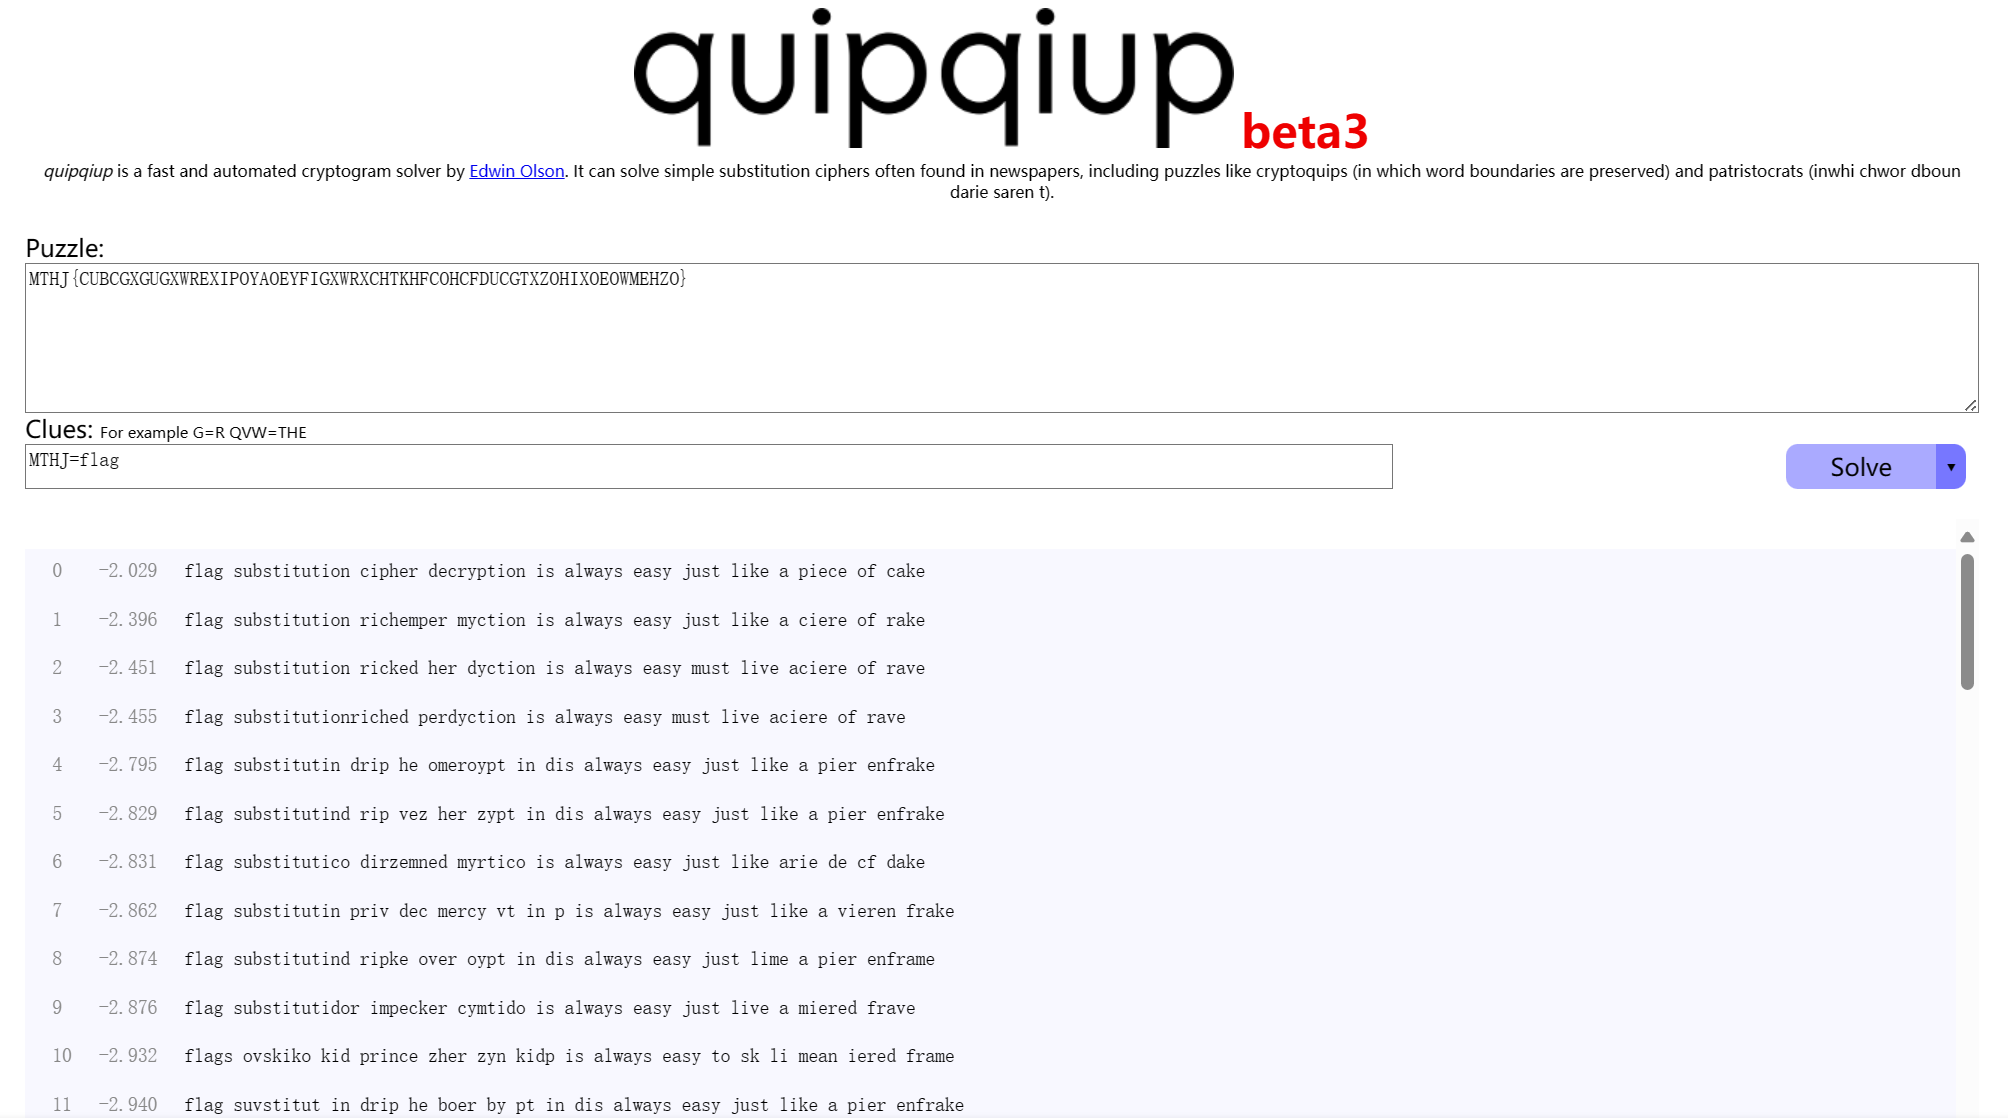 quipqiup beta3
quipqiup is a fast and automated cryptogram solver by Edwin Olson. It can solve simple substitution ciphers often found in newspapers, including puzzles like cryptoquips (in which word boundaries are preserved) and patristocrats (inwhi chwor dboun
darie saren t).
Puzzle:
MTHJ{CUBCGXGUGXWREXIPOYAOEYFIGXWRXCHTKHFCOHCFDUCGTXZOHIXOEOWMEHZO}
Clues: For example G=R QVW=THE
MTHJ=flag
Solve ▼
0 -2.029 flag substitution cipher decryption is always easy just like a piece of cake
1 -2.396 flag substitution richemper myction is always easy just like a ciere of rake
2 -2.451 flag substitution ricked her dyction is always easy must live aciere of rave
3 -2.455 flag substitutionriched perdyction is always easy must live aciere of rave
4 -2.795 flag substitutin drip he omeroypt in dis always easy just like a pier enfrake
5 -2.829 flag substitutind rip vez her zypt in dis always easy just like a pier enfrake
6 -2.831 flag substitutico dirzemned myrtico is always easy just like arie de cf dake
7 -2.862 flag substitutin priv dec mercy vt in p is always easy just like a vieren frake
8 -2.874 flag substitutind ripke over oypt in dis always easy just lime a pier enframe
9 -2.876 flag substitutidor impecker cymtido is always easy just live a miered frave
10 -2.932 flags ovskiko kid prince zher zyn kidp is always easy to sk li mean iered frame
11 -2.940 flag suvstitut in drip he boer by pt in dis always easy just like a pier enfrake